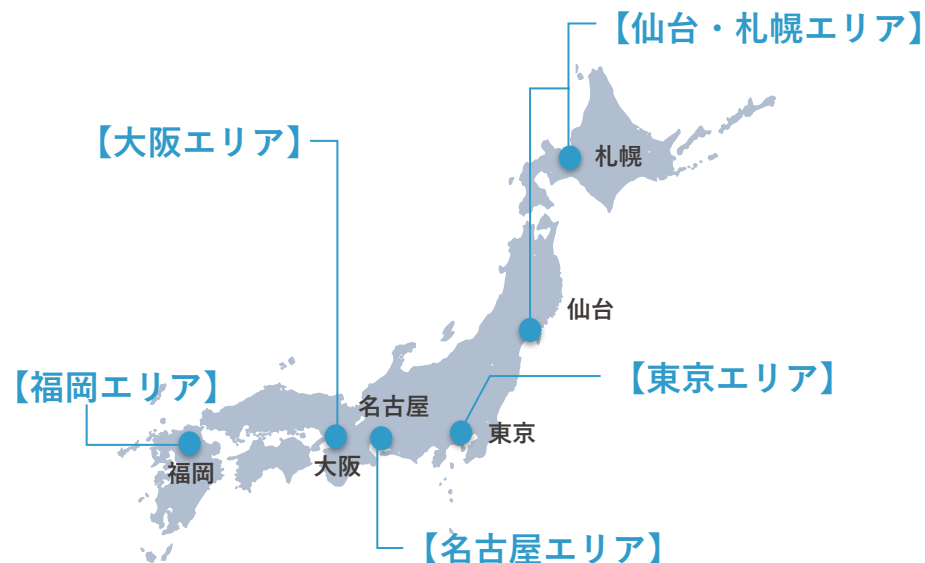 【仙台・札幌エリア】
【大阪エリア】
札幌
仙台
【福岡エリア】
【東京エリア】
名古屋
東京
大阪
福岡
【名古屋エリア】